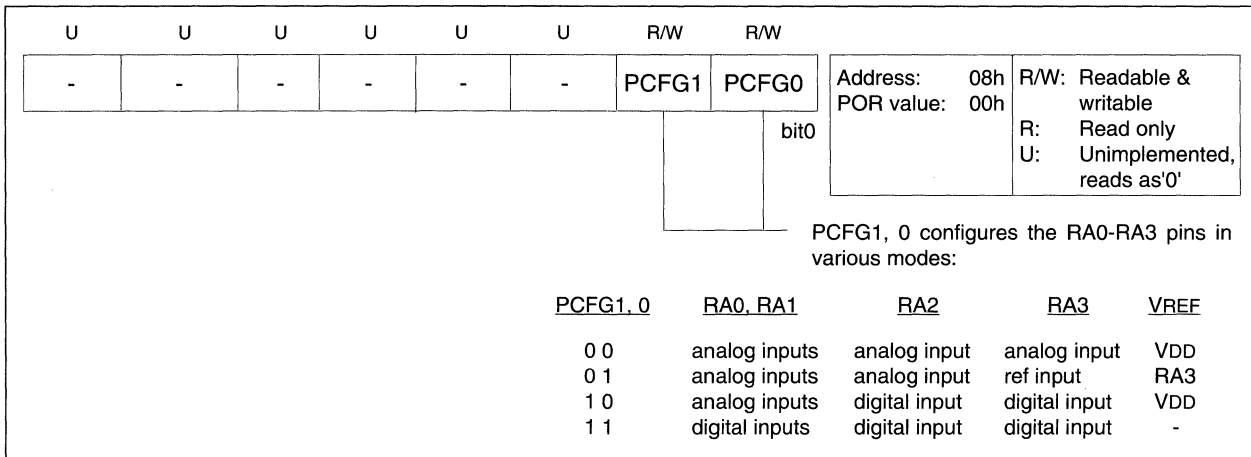 U U U U U U R/W R/W
- - - - - - PCFG1 PCFG0
bit0
Address: 08h
POR value: 00h
R/W: Readable &
writable
R: Read only
U: Unimplemented,
reads as'0'
PCFG1, 0 configures the RA0-RA3 pins in
various modes:
PCFG1, 0 RA0, RA1 RA2 RA3 VREF
0 0 analog inputs analog input analog input VDD
0 1 analog inputs analog input ref input RA3
1 0 analog inputs digital input digital input VDD
1 1 digital inputs digital input digital input -